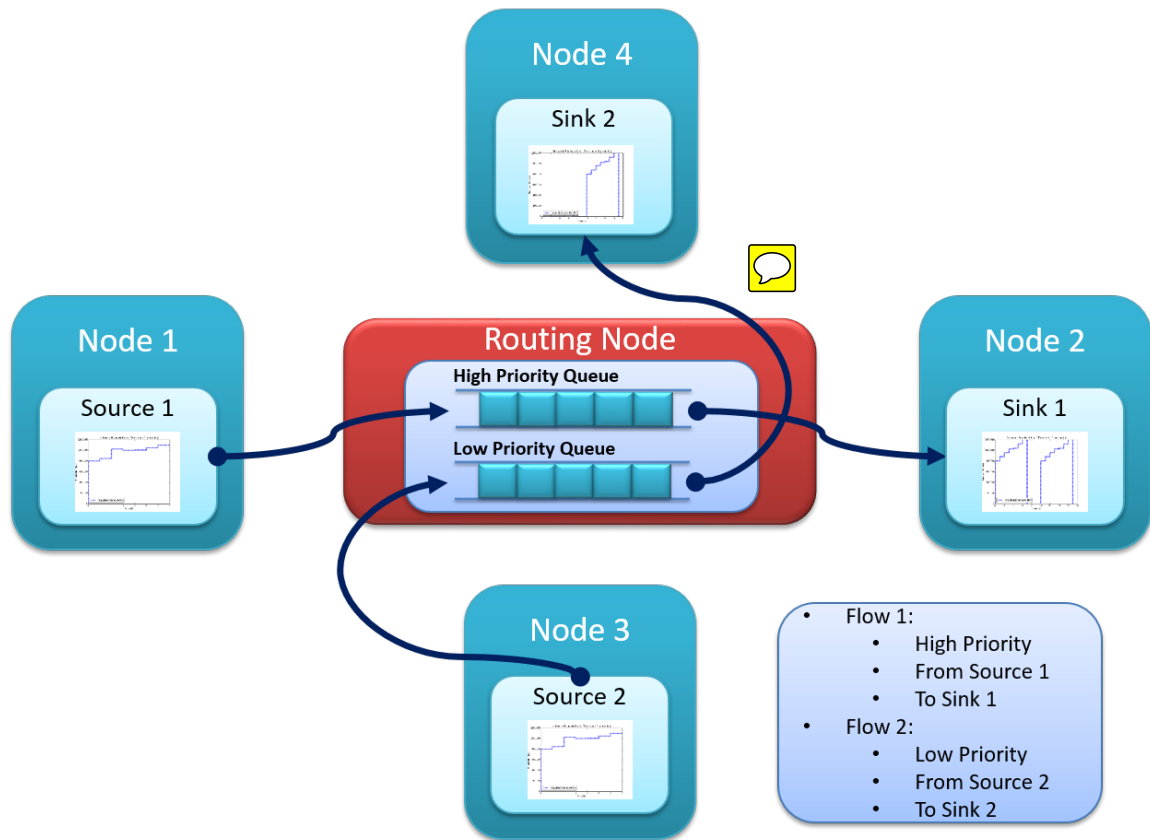 Node 4
Sink 2
Node 1
Source 1
Routing Node
High Priority Queue
Low Priority Queue
Node 2
Sink 1
Node 3
Source 2
• Flow 1:
• High Priority
• From Source 1
• To Sink 1
• Flow 2:
• Low Priority
• From Source 2
• To Sink 2